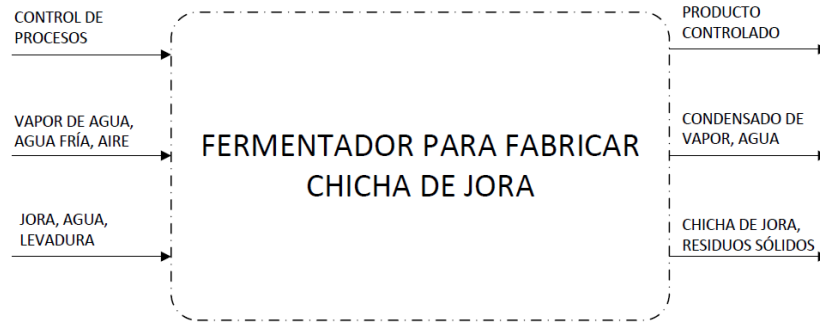 CONTROL DE
PROCESOS
VAPOR DE AGUA,
AGUA FRÍA, AIRE
JORA, AGUA,
LEVADURA
FERMENTADOR PARA FABRICAR
CHICHA DE JORA
PRODUCTO
CONTROLADO
CONDENSADO DE
VAPOR, AGUA
CHICHA DE JORA,
RESIDUOS SÓLIDOS